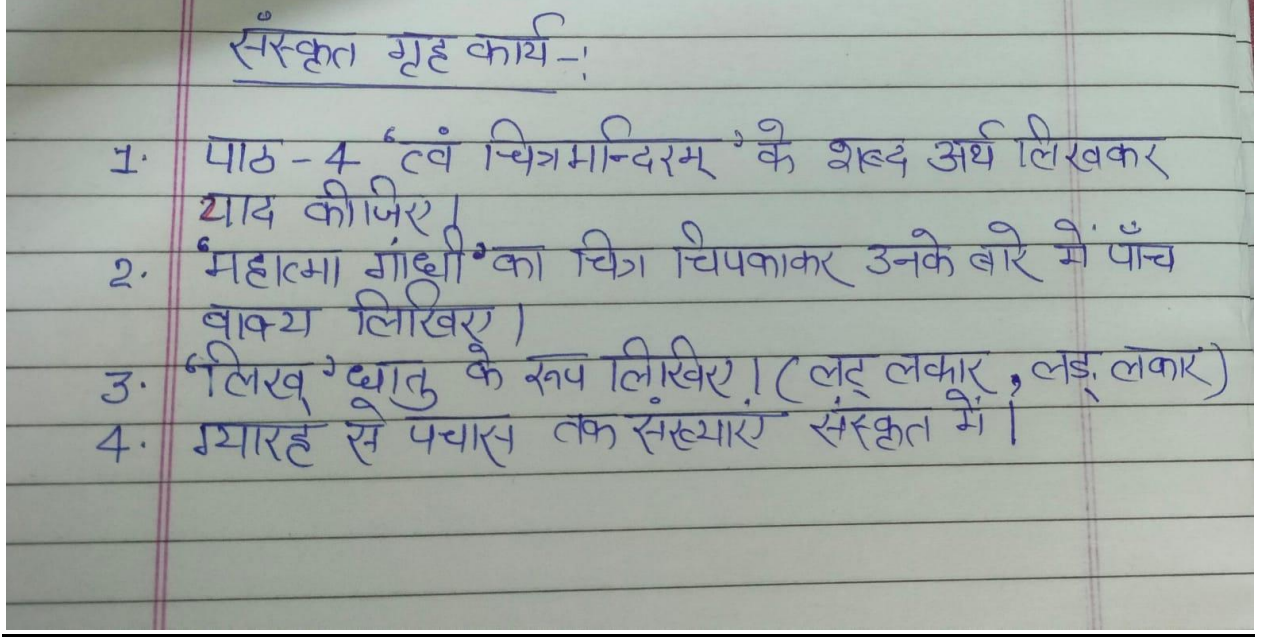 संस्कृत गृह कार्य -:
1. पाठ - 4 'त्वं चित्रमन्दिरम्' के शब्द अर्थ लिखकर
याद कीजिए।
2. 'महात्मा गांधी' का चित्र चिपकाकर उनके बारे में पाँच
वाक्य लिखिए।
3. 'लिख्' धातु के रूप लिखिए। (लट् लकार, लङ् लकार)
4. ग्यारह से पचास तक संख्याएं संस्कृत में।